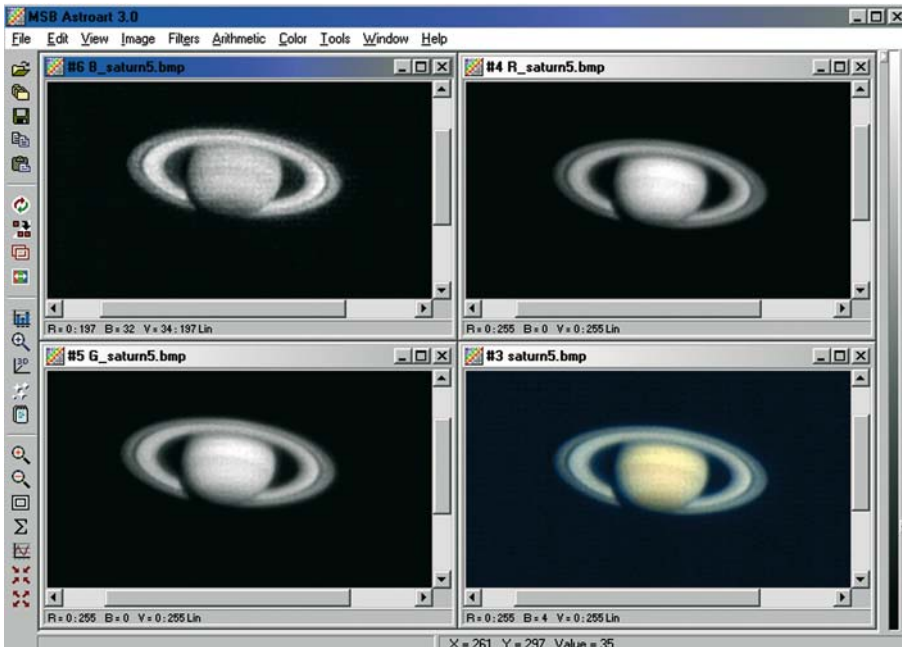 MSB Astroart 3.0
File Edit View Image Filters Arithmetic Color Tools Window Help
#6 B_saturn5.bmp
R = 0:197 B = 32 V = 34:197 Lin
#4 R_saturn5.bmp
R = 0:255 B = 0 V = 0:255 Lin
#5 G_saturn5.bmp
R = 0:255 B = 0 V = 0:255 Lin
#3 saturn5.bmp
R = 0:255 B = 4 V = 0:255 Lin
3D
Σ
X = 261 Y = 297 Value = 35